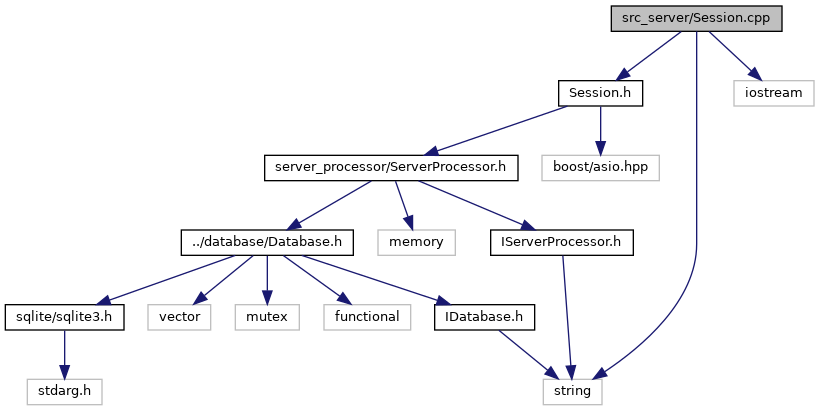 src_server/Session.cpp
Session.h
iostream
server_processor/ServerProcessor.h
boost/asio.hpp
../database/Database.h
memory
IServerProcessor.h
sqlite/sqlite3.h
vector
mutex
functional
IDatabase.h
stdarg.h
string